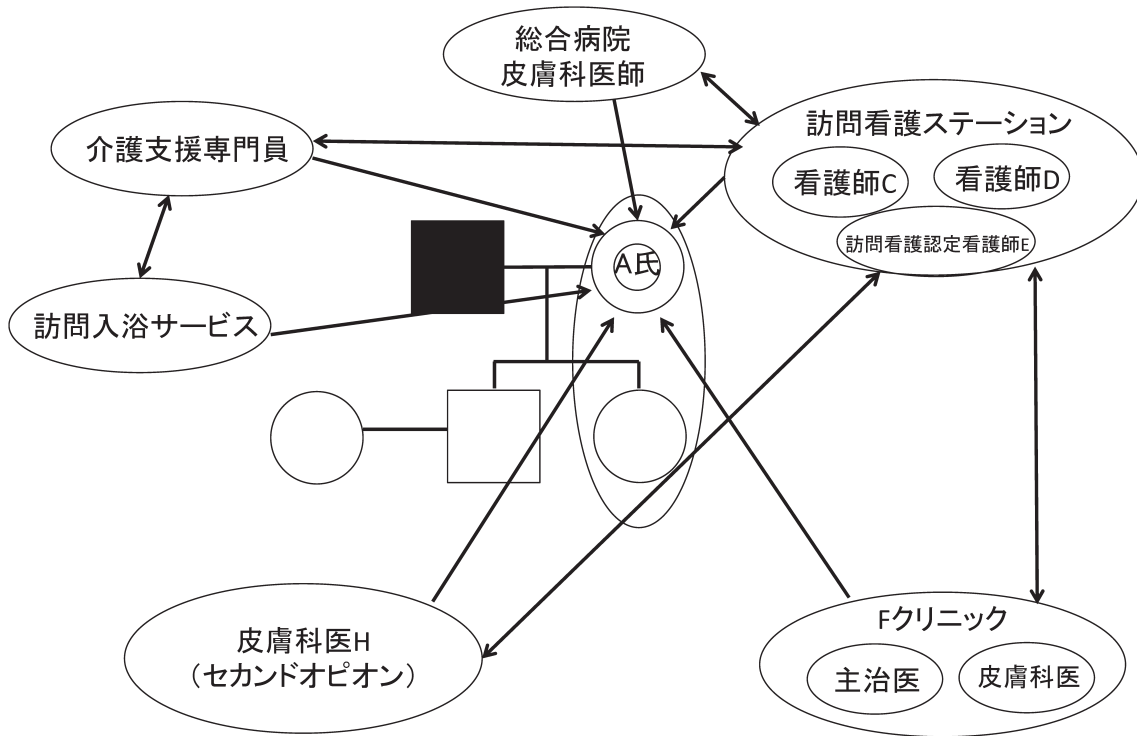 総合病院
皮膚科医師
訪問看護ステーション
介護支援専門員
看護師C
看護師D
訪問看護認定看護師E
A氏
訪問入浴サービス
皮膚科医H
（セカンドオピオン）
Fクリニック
主治医
皮膚科医